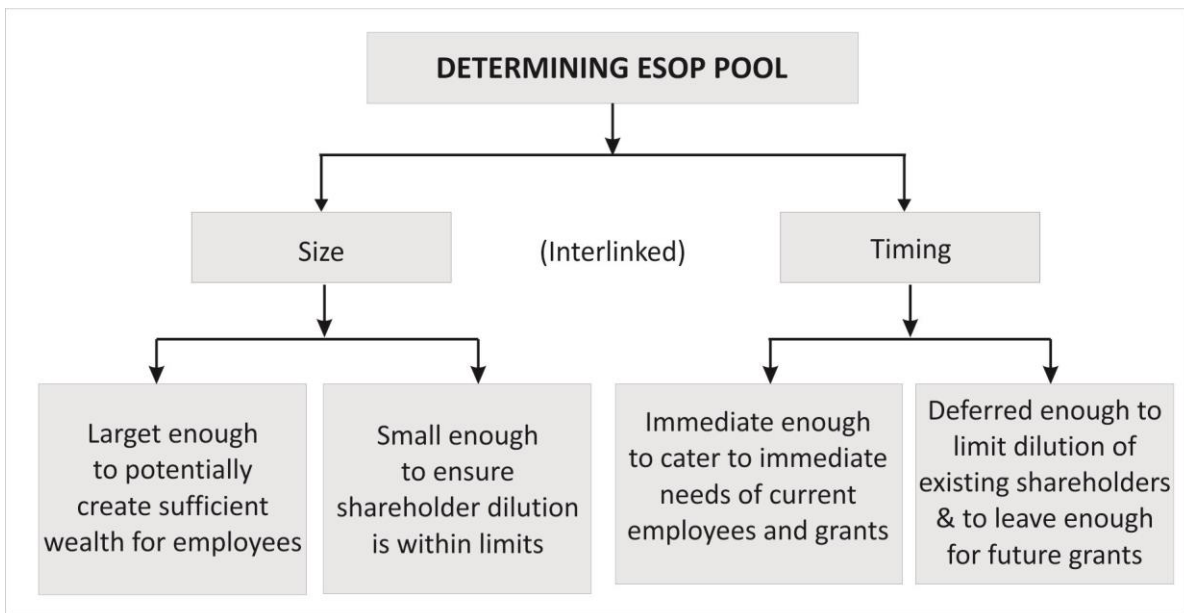 DETERMINING ESOP POOL
Size
(Interlinked)
Timing
Larget enough
to potentially
create sufficient
wealth for employees
Small enough
to ensure
shareholder dilution
is within limits
Immediate enough
to cater to immediate
needs of current
employees and grants
Deferred enough to
limit dilution of
existing shareholders
& to leave enough
for future grants